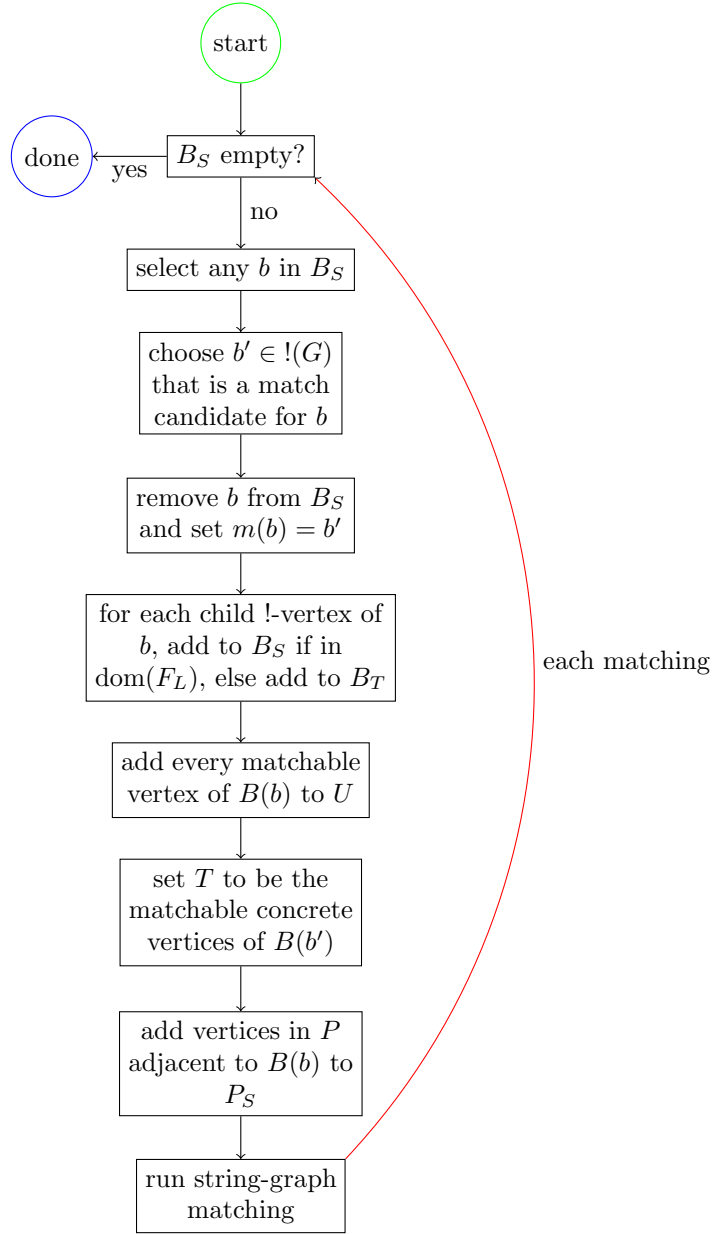 start
done
yes
B_S empty?
no
select any b in B_S
choose b′ ∈ !(G)
that is a match
candidate for b
remove b from B_S
and set m(b) = b′
for each child !-vertex of
b, add to B_S if in
dom(F_L), else add to B_T
each matching
add every matchable
vertex of B(b) to U
set T to be the
matchable concrete
vertices of B(b′)
add vertices in P
adjacent to B(b) to
P_S
run string-graph
matching